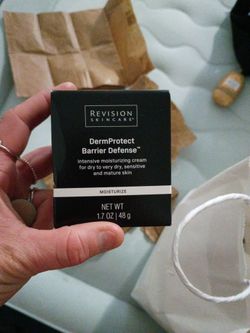 REVISION
SKINCARE®
DermProtect
Barrier Defense™
Intensive moisturizing cream
for dry to very dry, sensitive
and mature skin
MOISTURIZE
NET WT
1.7 OZ | 48 g